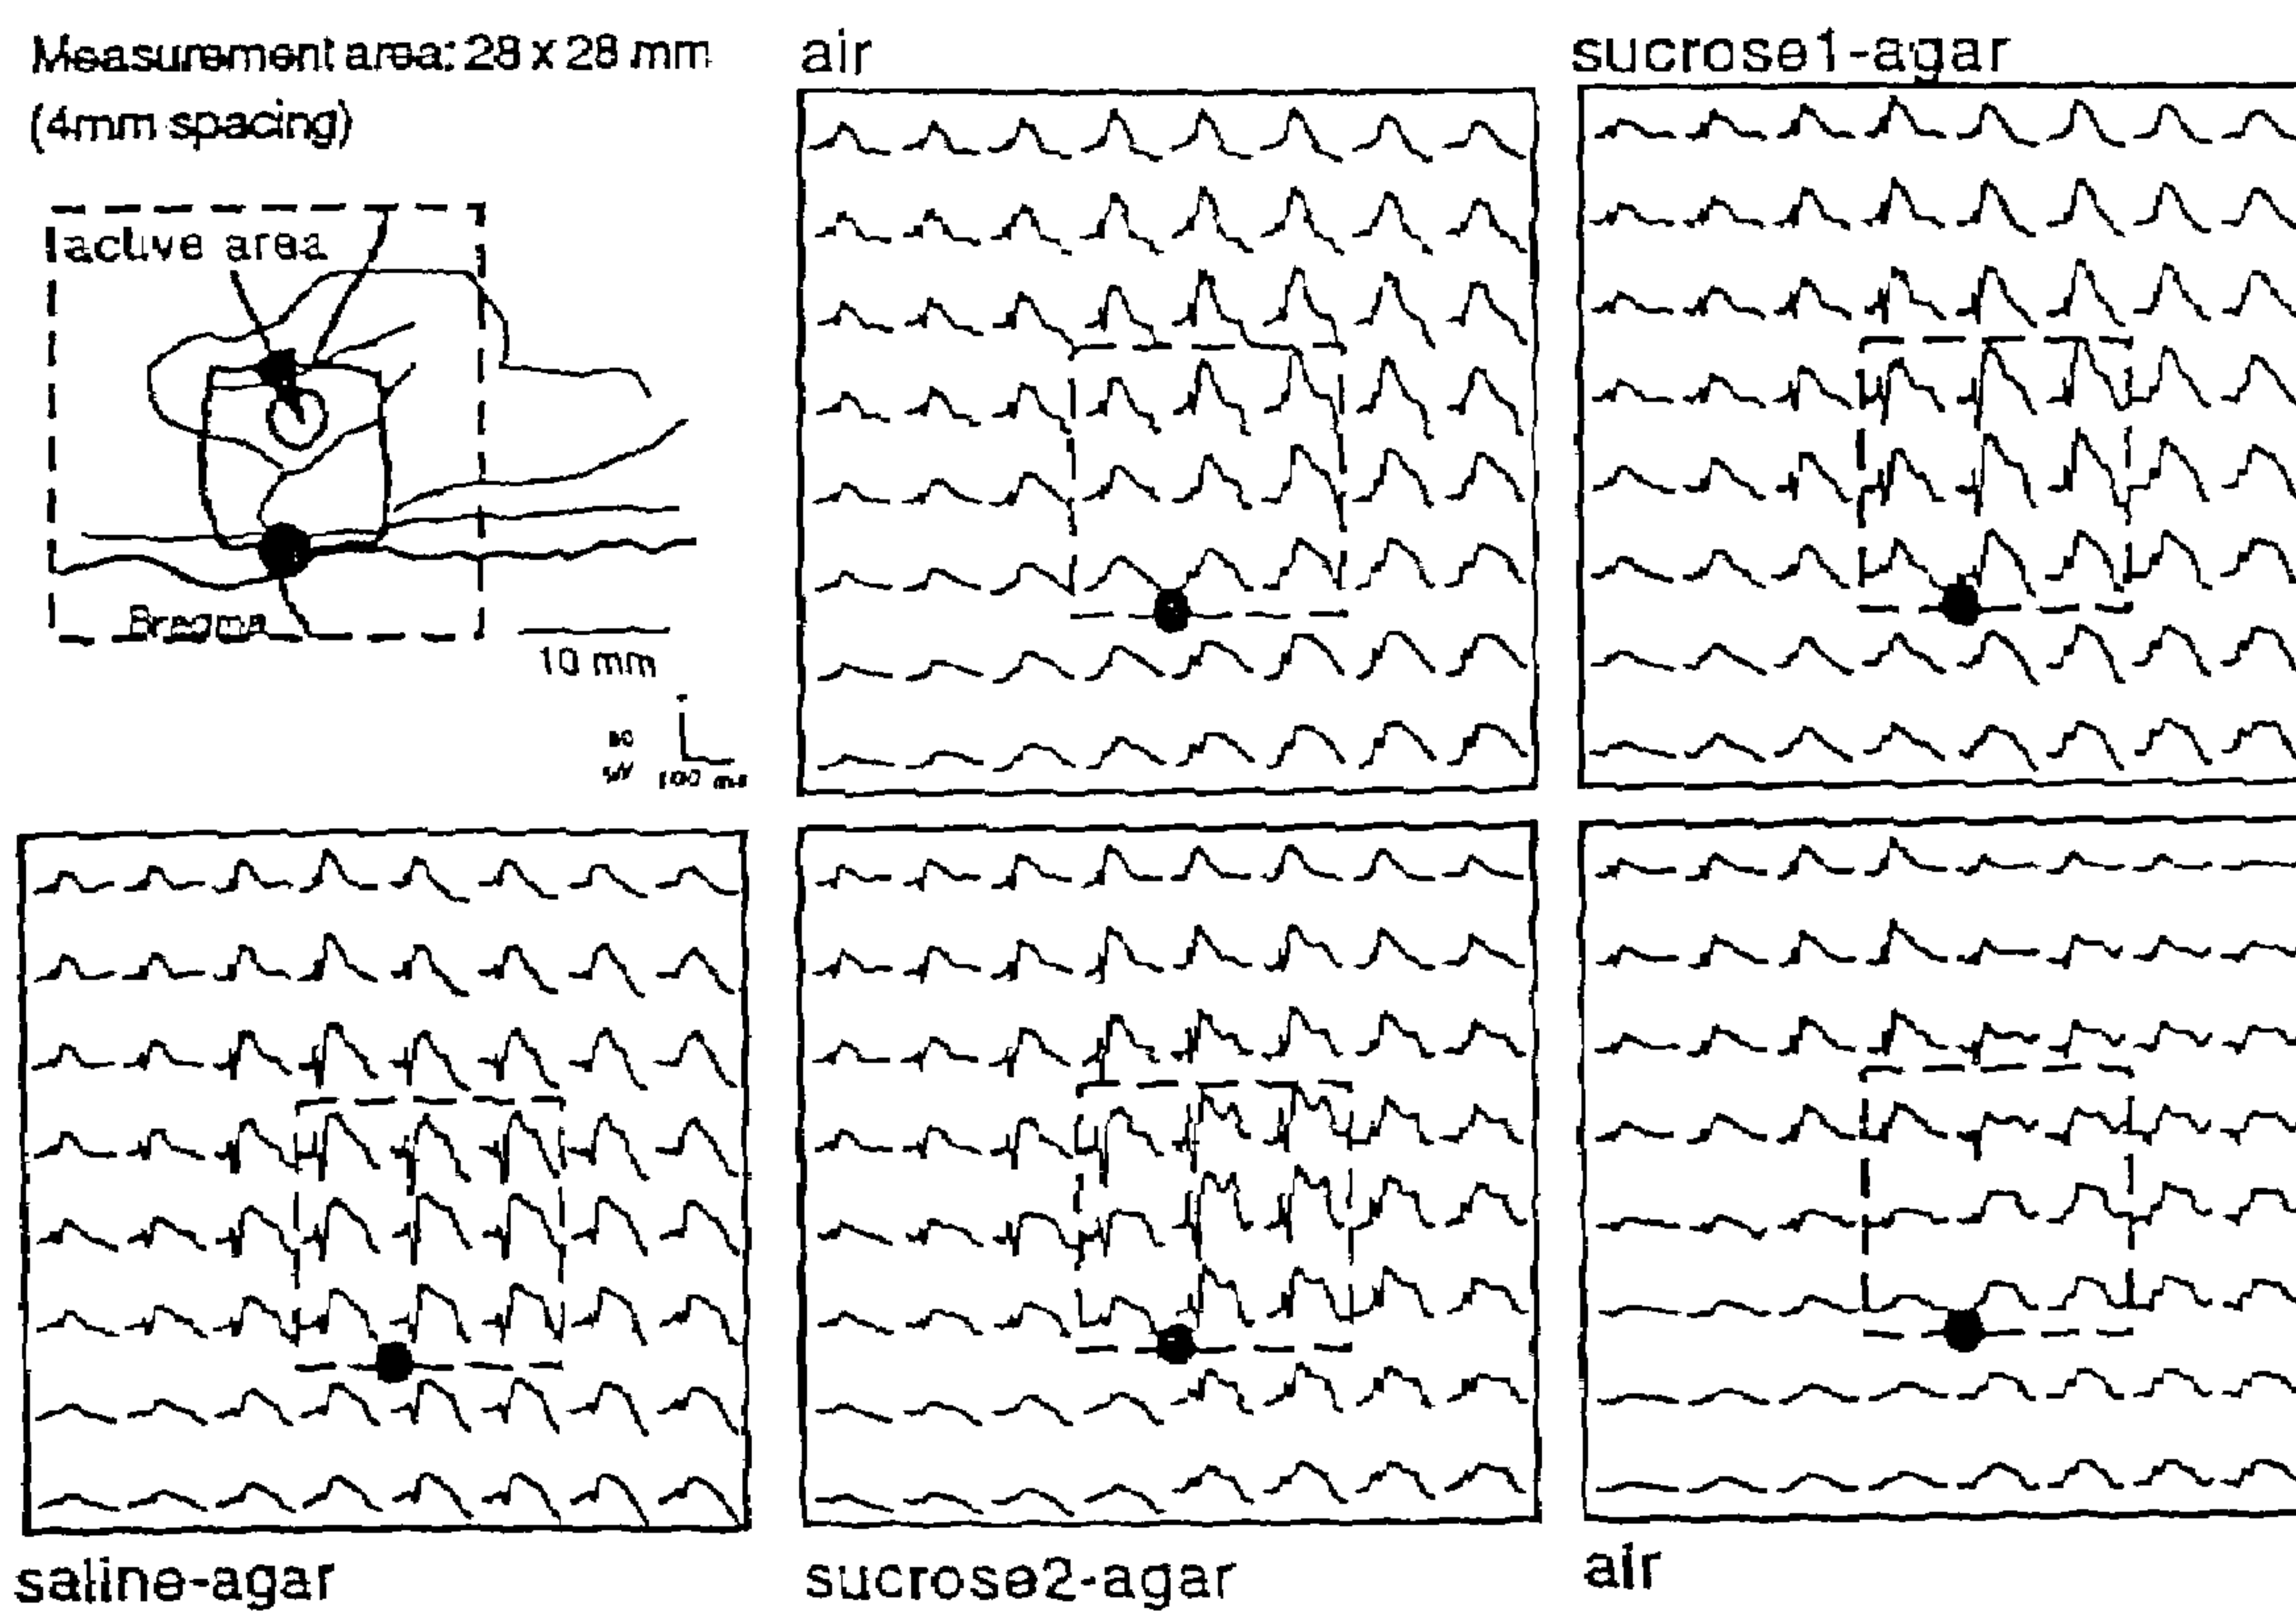 Measurement area: 28 x 28 mm
(4mm spacing)
air
sucrose1-agar
active area
Bregma
10 mm
100 ms
saline-agar
sucrose2-agar
air